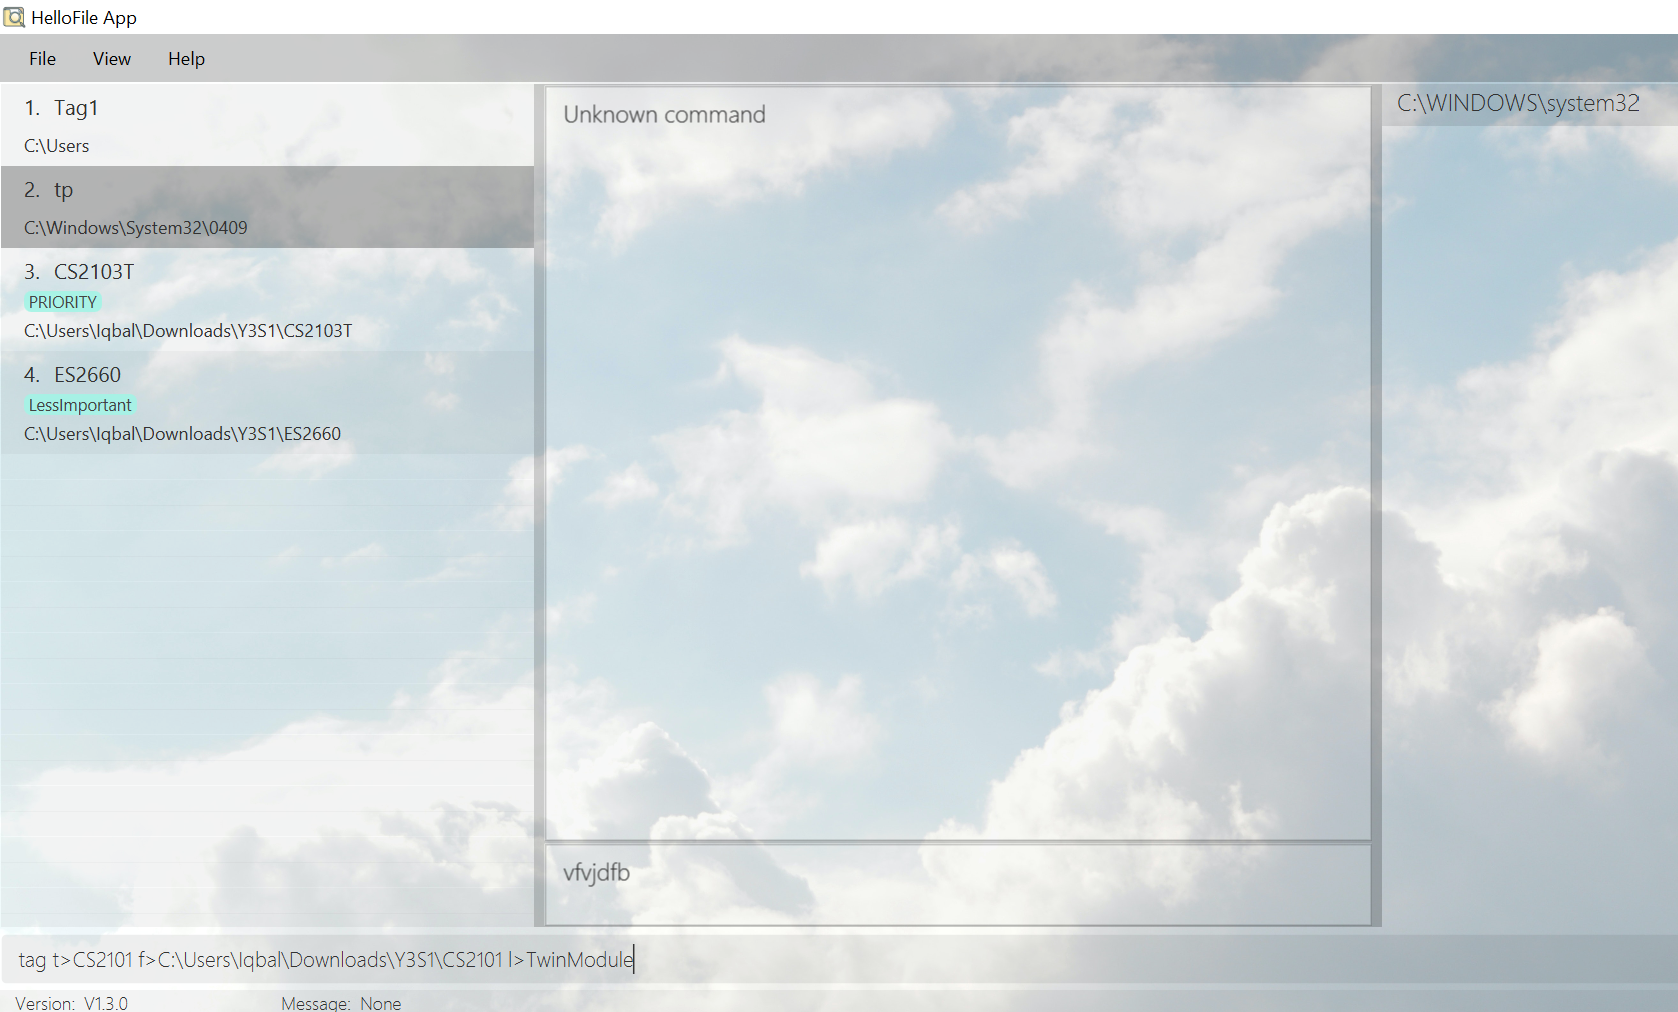 HelloFile App
File View Help
1. Tag1
C:\Users
2. tp
C:\Windows\System32\0409
3. CS2103T
PRIORITY
C:\Users\Iqbal\Downloads\Y3S1\CS2103T
4. ES2660
LessImportant
C:\Users\Iqbal\Downloads\Y3S1\ES2660
Unknown command
vfvjdfb
C:\WINDOWS\system32
tag t>CS2101 f>C:\Users\Iqbal\Downloads\Y3S1\CS2101 l>TwinModule
Version: V1.3.0 Message: None